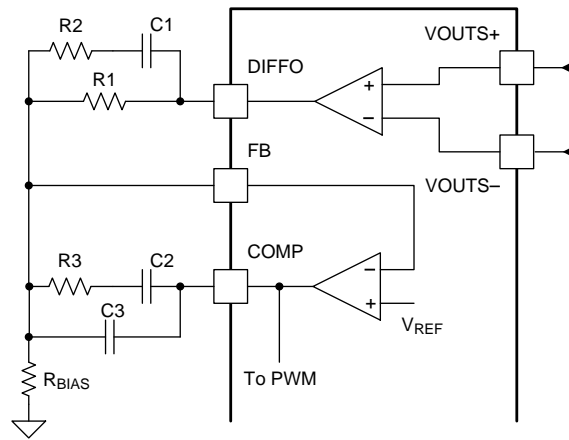 R2
C1
VOUTS+
R1
DIFFO
+
−
FB
VOUTS–
COMP
R3
C2
−
+
C3
VREF
To PWM
RBIAS